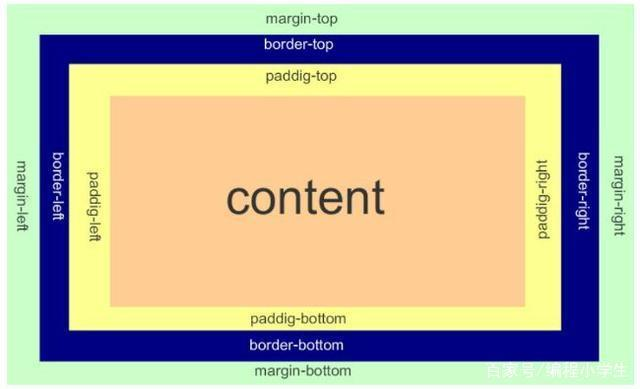 margin-top
border-top
paddig-top
margin-left
border-left
paddig-left
content
paddig-right
border-right
margin-right
paddig-bottom
border-bottom
margin-bottom
百家号/编程小学生